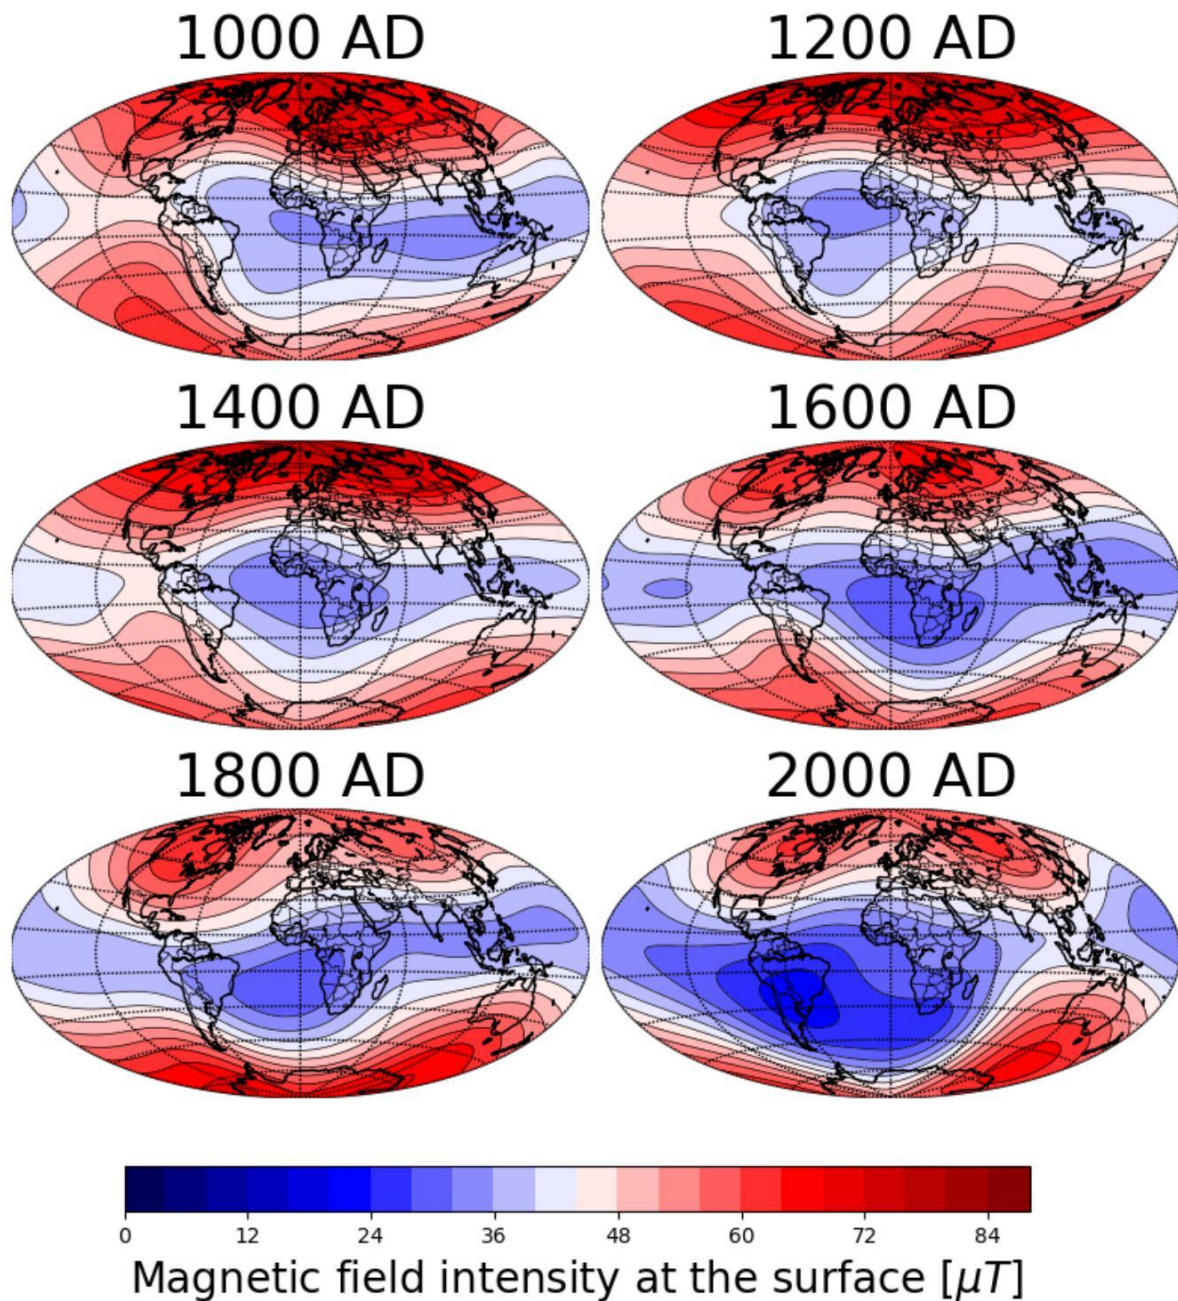 1000 AD 1200 AD
1400 AD 1600 AD
1800 AD 2000 AD
0 12 24 36 48 60 72 84
Magnetic field intensity at the surface [μT]